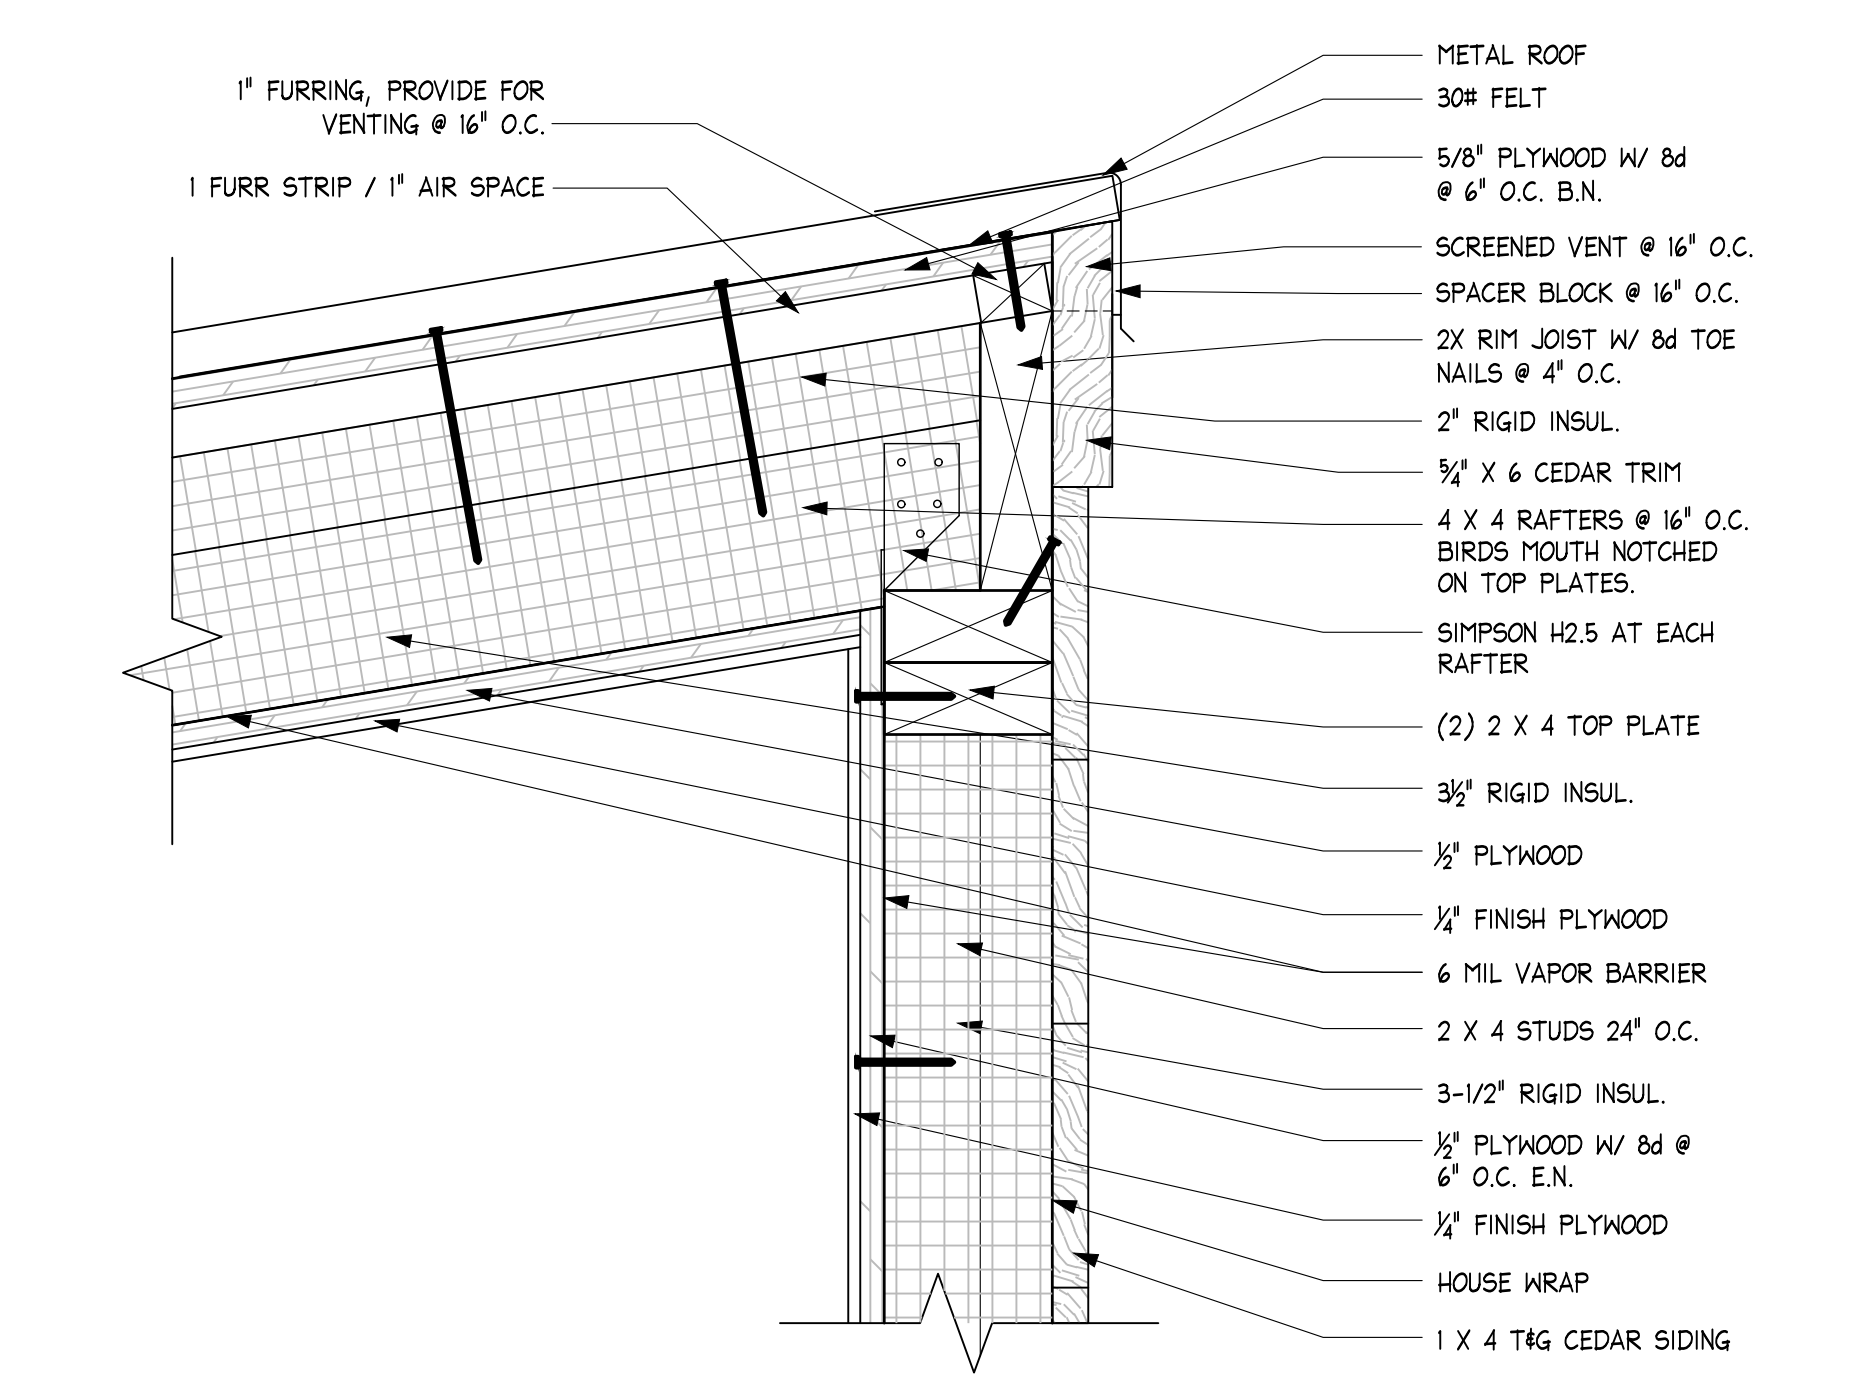 1" FURRING, PROVIDE FOR
VENTING @ 16" O.C.
1 FURR STRIP / 1" AIR SPACE
METAL ROOF
30# FELT
5/8" PLYWOOD W/ 8d
@ 6" O.C. B.N.
SCREENED VENT @ 16" O.C.
SPACER BLOCK @ 16" O.C.
2X RIM JOIST W/ 8d TOE
NAILS @ 4" O.C.
2" RIGID INSUL.
5/4" X 6 CEDAR TRIM
4 X 4 RAFTERS @ 16" O.C.
BIRDS MOUTH NOTCHED
ON TOP PLATES.
SIMPSON H2.5 AT EACH
RAFTER
(2) 2 X 4 TOP PLATE
3½" RIGID INSUL.
½" PLYWOOD
¼" FINISH PLYWOOD
6 MIL VAPOR BARRIER
2 X 4 STUDS 24" O.C.
3-1/2" RIGID INSUL.
½" PLYWOOD W/ 8d @
6" O.C. E.N.
¼" FINISH PLYWOOD
HOUSE WRAP
1 X 4 T&G CEDAR SIDING